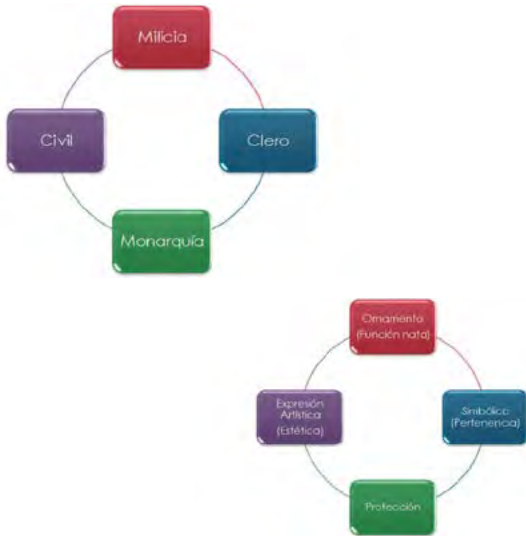 Milicia
Civil
Clero
Monarquía
Ornamento
(Función nata)
Expresión
Artística
(Estética)
Simbólico
(Pertenencia)
Protección